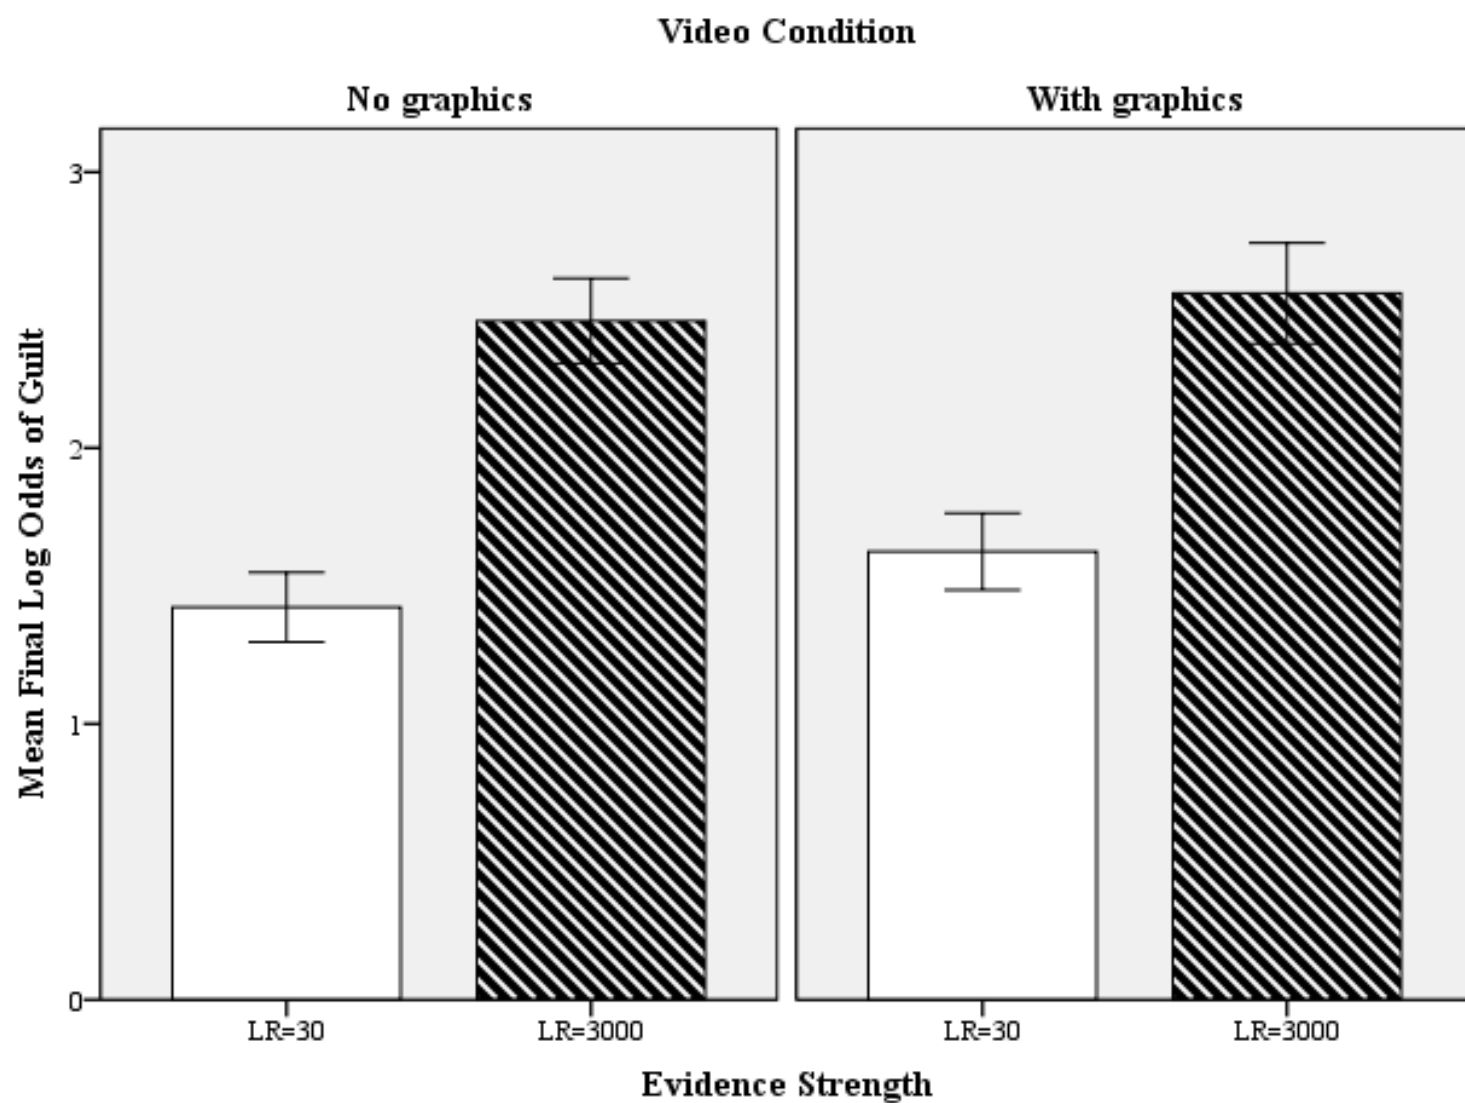 Video Condition
No graphics
With graphics
Mean Final Log Odds of Guilt
3
2
1
0
LR=30
LR=3000
LR=30
LR=3000
Evidence Strength